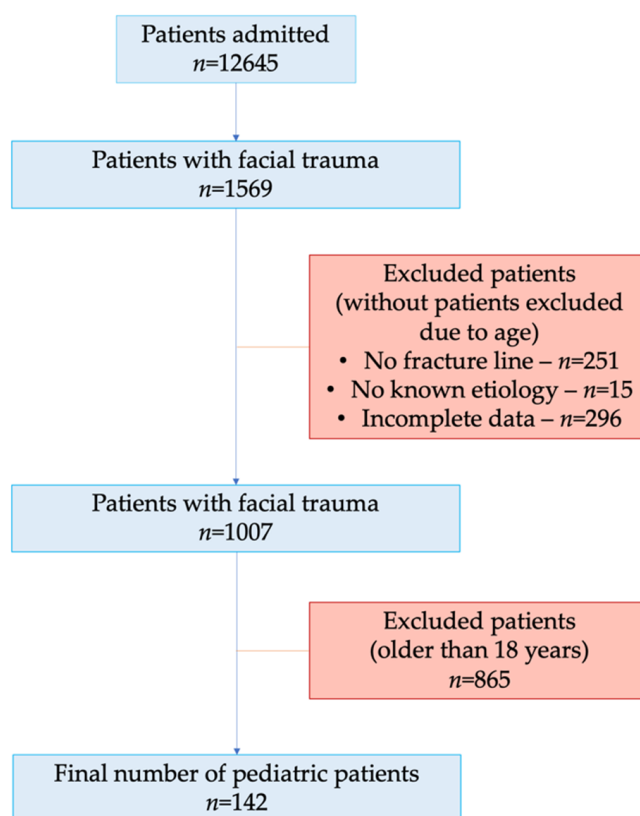 Patients admitted
n=12645
Patients with facial trauma
n=1569
Excluded patients
(without patients excluded
due to age)
• No fracture line – n=251
• No known etiology – n=15
• Incomplete data – n=296
Patients with facial trauma
n=1007
Excluded patients
(older than 18 years)
n=865
Final number of pediatric patients
n=142